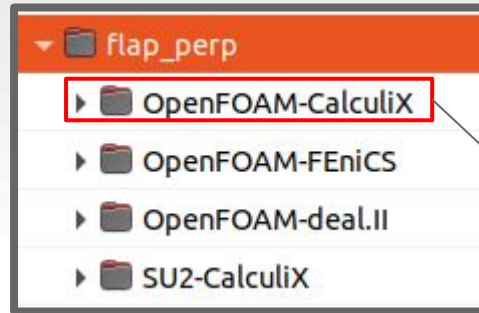 flap_perp
OpenFOAM-CalculiX
OpenFOAM-FEniCS
OpenFOAM-deal.II
SU2-CalculiX